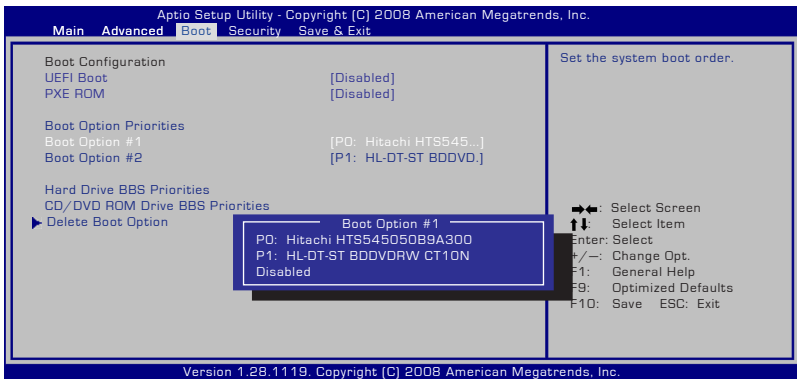 Aptio Setup Utility - Copyright (C) 2008 American Megatrends, Inc.
Main Advanced Boot Security Save & Exit
Boot Configuration
UEFI Boot [Disabled]
PXE ROM [Disabled]
Boot Option Priorities
Boot Option #1 [P0: Hitachi HTS545...]
Boot Option #2 [P1: HL-DT-ST BDDVD.]
Hard Drive BBS Priorities
CD/DVD ROM Drive BBS Priorities
Delete Boot Option
Boot Option #1
P0: Hitachi HTS545050B9A300
P1: HL-DT-ST BDDVDRW CT10N
Disabled
Set the system boot order.
→←: Select Screen
↑↓: Select Item
Enter: Select
+/—: Change Opt.
F1: General Help
F9: Optimized Defaults
F10: Save ESC: Exit
Version 1.28.1119. Copyright (C) 2008 American Megatrends, Inc.